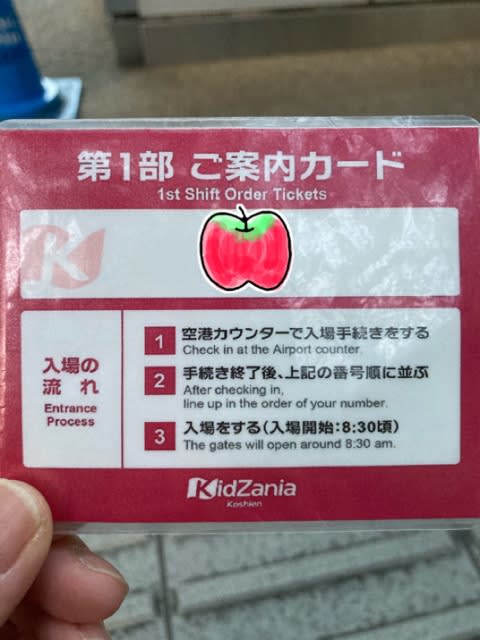 第1部 ご案内カード
1st Shift Order Tickets
K
入場の
流れ
Entrance
Process
1 空港カウンターで入場手続きをする
Check in at the Airport counter.
2 手続き終了後、上記の番号順に並ぶ
After checking in,
line up in the order of your number.
3 入場をする(入場開始:8:30頃)
The gates will open around 8:30 am.
KidZania
Koshien